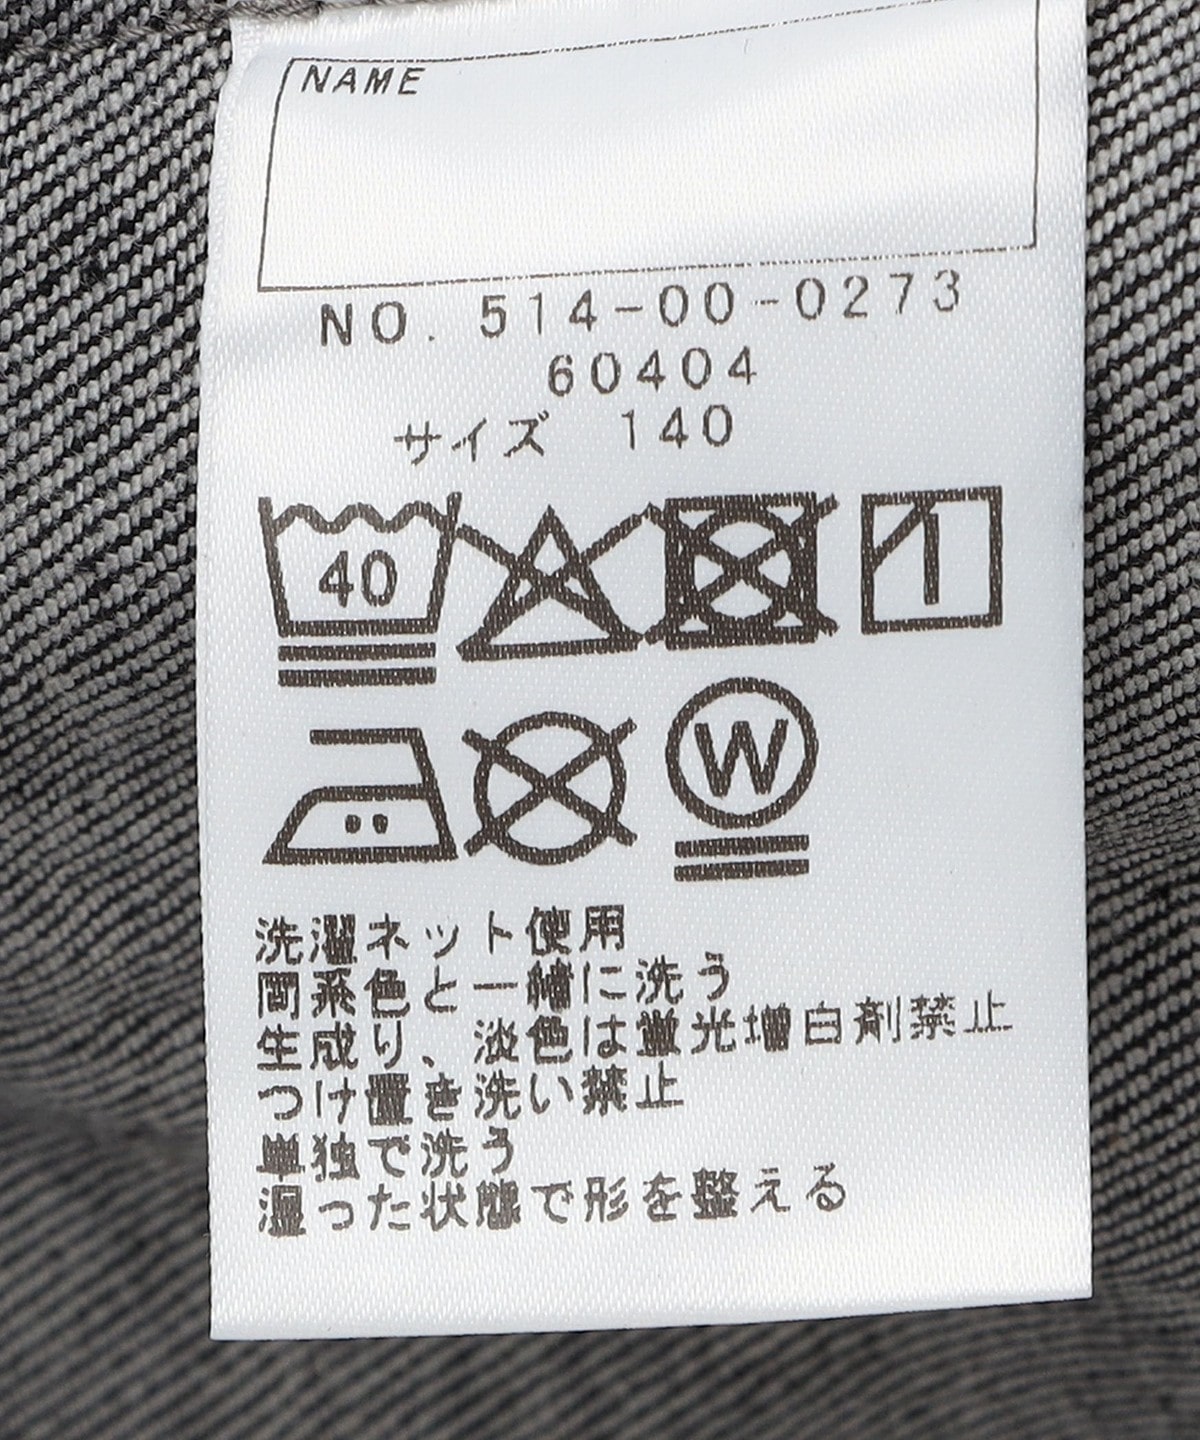 NAME
NO. 514-00-0273
60404
サイズ 140
40
W
洗濯ネット使用
同系色と一緒に洗う
生成り、淡色は蛍光増白剤禁止
つけ置き洗い禁止
単独で洗う
湿った状態で形を整える